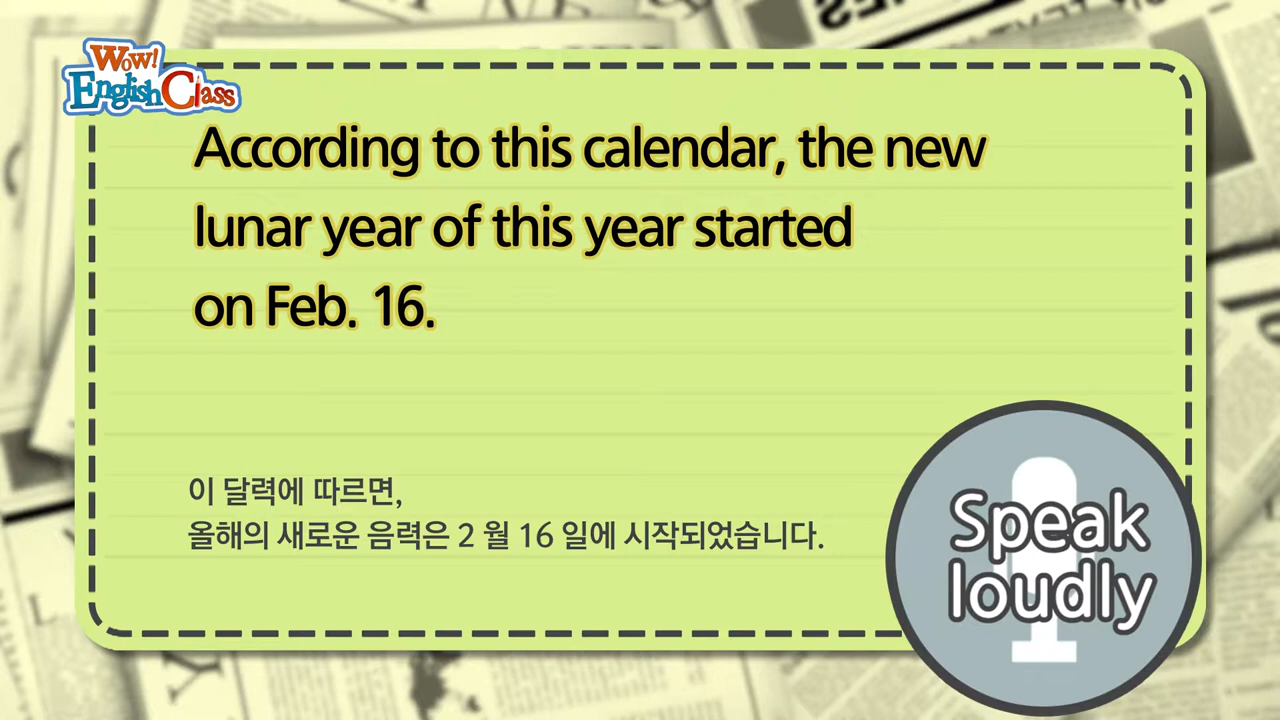 Wow!
English Class
According to this calendar, the new
lunar year of this year started
on Feb. 16.
이 달력에 따르면,
올해의 새로운 음력은 2 월 16 일에 시작되었습니다.
Speak
loudly